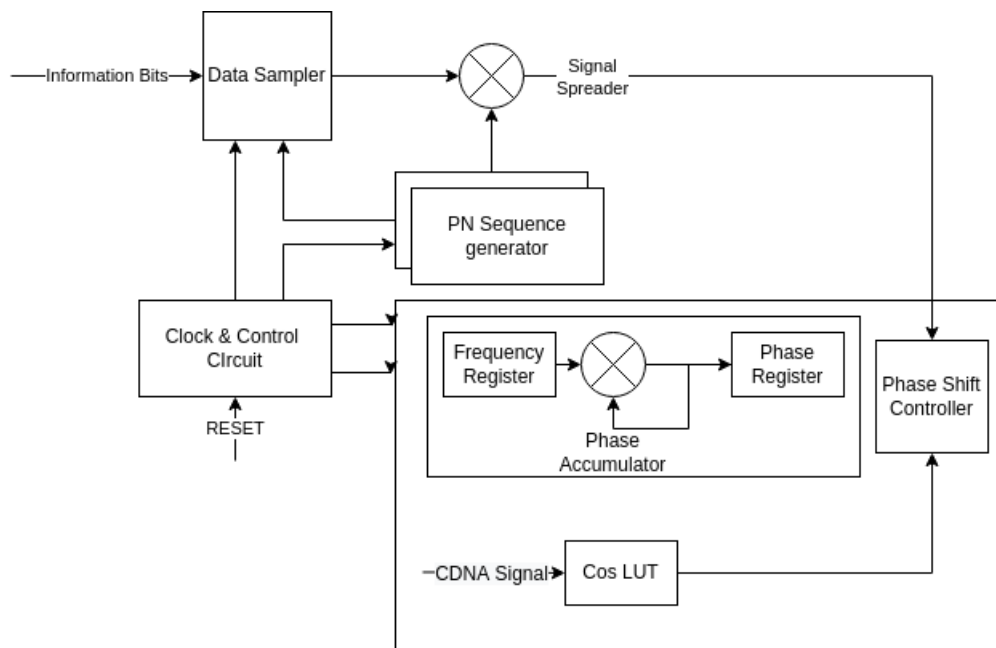 Information Bits
Data Sampler
Signal
Spreader
PN Sequence
generator
Clock & Control
CIrcuit
RESET
Frequency
Register
Phase
Register
Phase
Accumulator
Phase Shift
Controller
CDNA Signal
Cos LUT